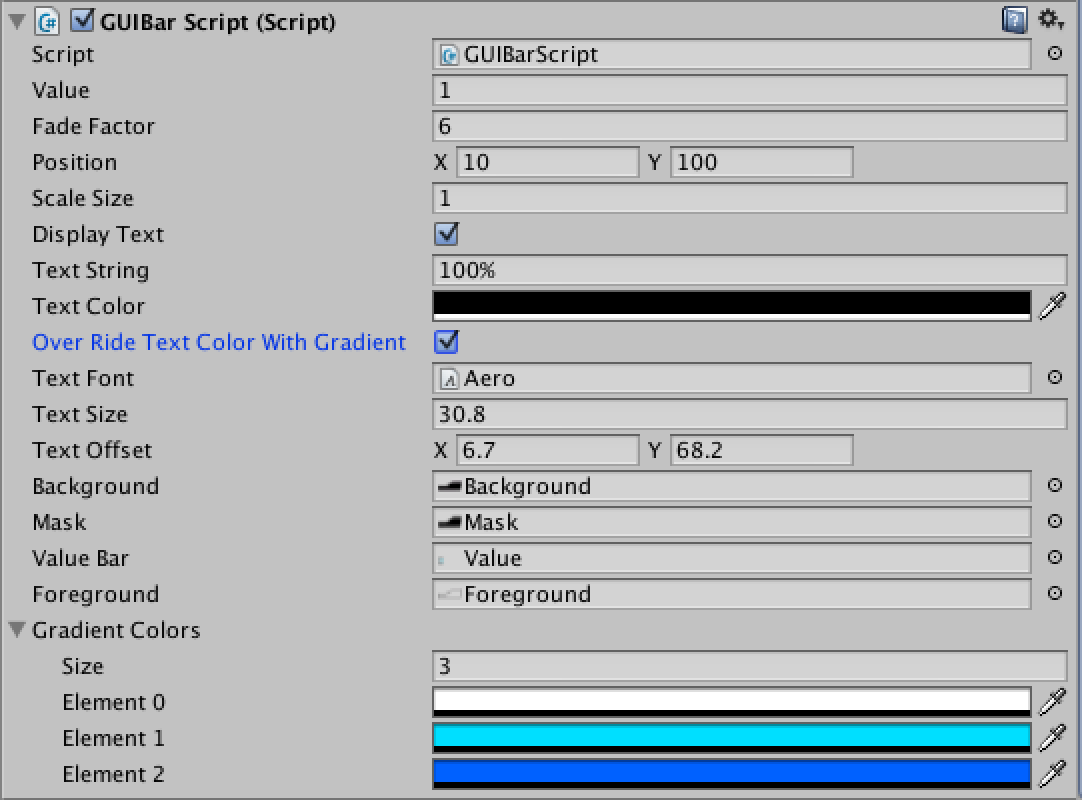 GUIBar Script (Script)
Script GUIBarScript
Value 1
Fade Factor 6
Position X 10 Y 100
Scale Size 1
Display Text
Text String 100%
Text Color
Over Ride Text Color With Gradient
Text Font Aero
Text Size 30.8
Text Offset X 6.7 Y 68.2
Background Background
Mask Mask
Value Bar Value
Foreground Foreground
Gradient Colors
Size 3
Element 0
Element 1
Element 2